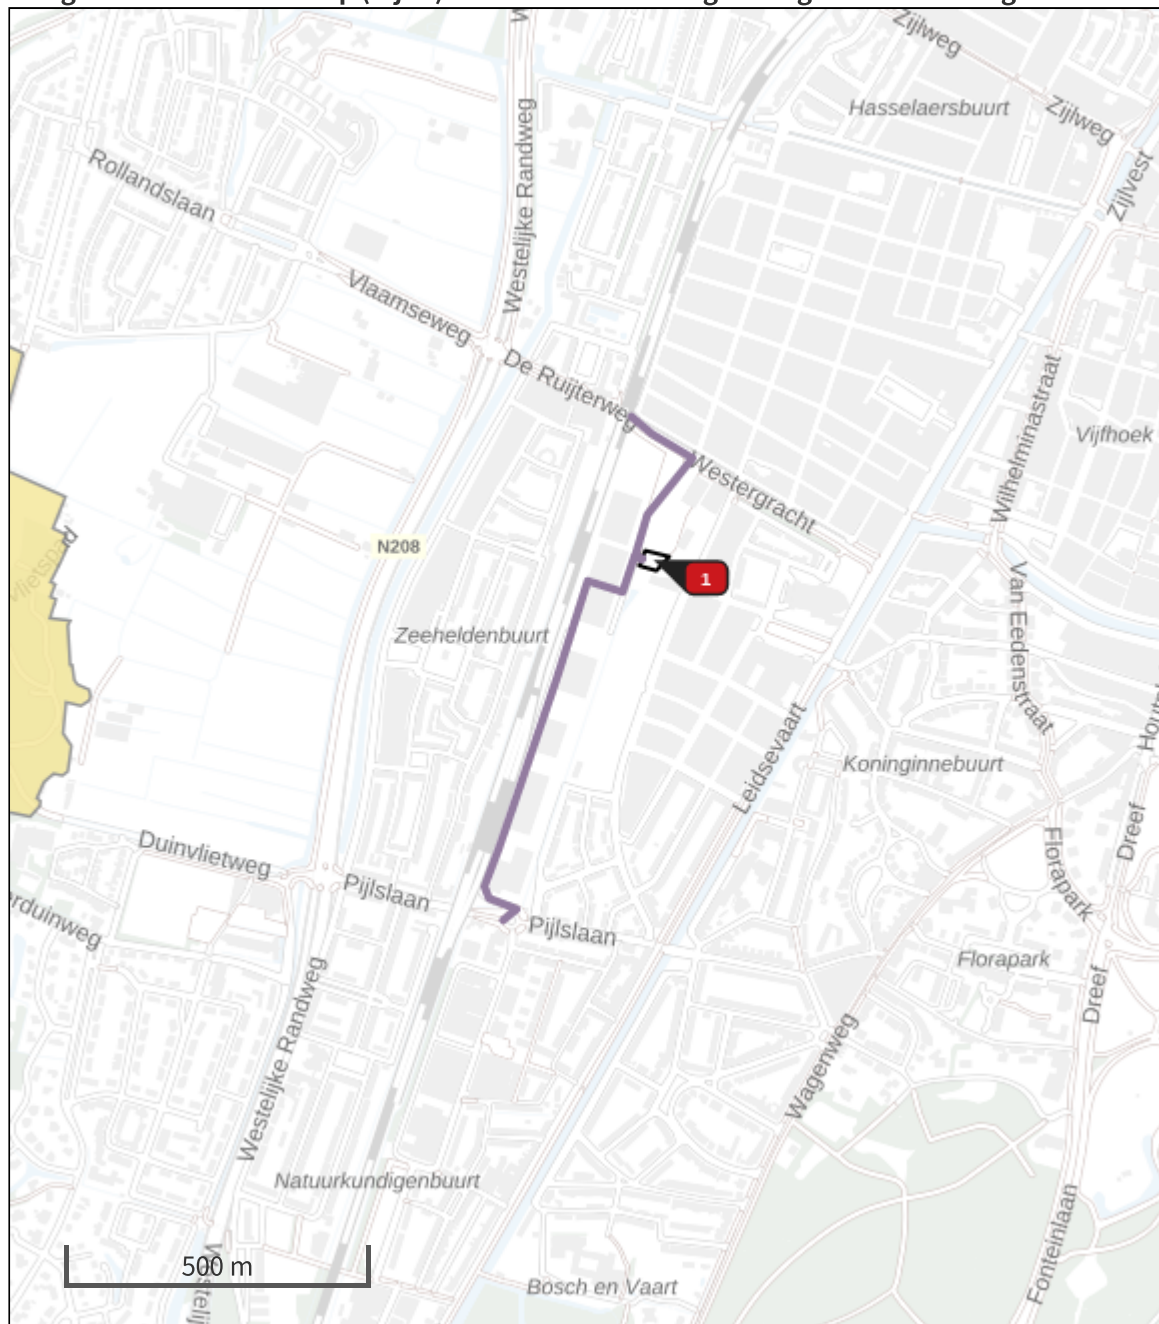 Zijlweg
Hasselaersbuurt
Zijlweg
Zijlvest
Westelijke Randweg
Rollandslaan
Vlaamseweg
De Ruijterweg
Wilhelminastraat
Vijfhoek
Westergracht
N208
1
Van Eedenstraat
Zeeheldenbuurt
Leidsevaart
Koninginnebuurt
Dreef
Duinvlietweg
Florapark
Pijlslaan
Pijlslaan
erduinweg
Florapark
Dreef
Westelijke Randweg
Wagenweg
Natuurkundigenbuurt
Fonteinlaan
500 m
Bosch en Vaart